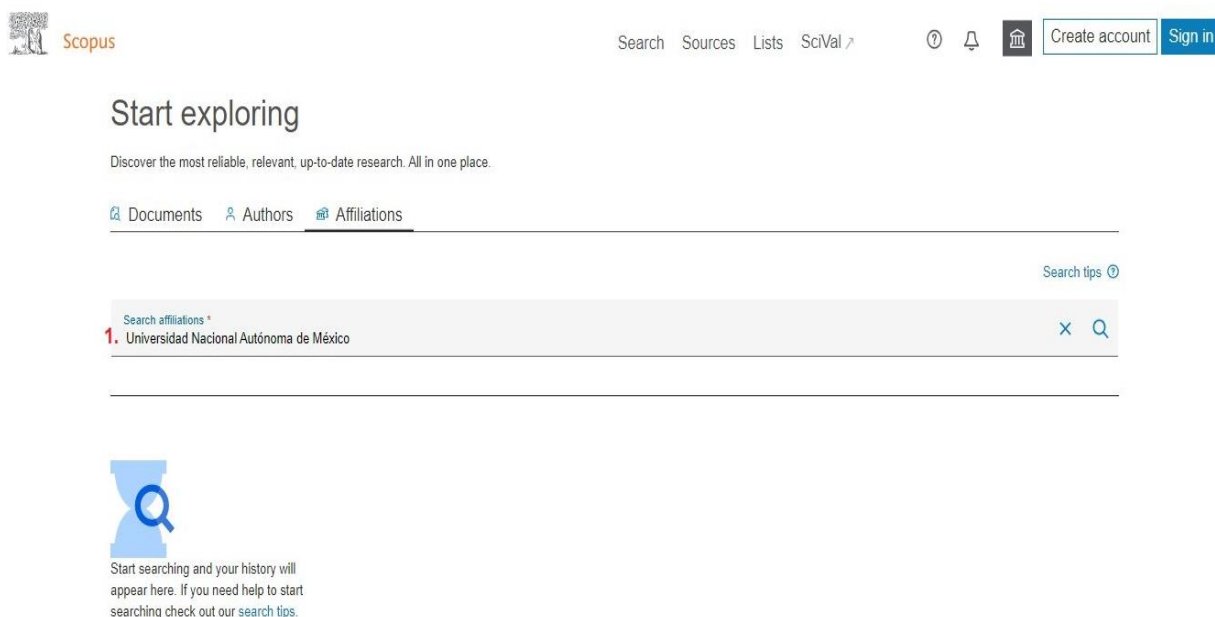 Scopus
Search Sources Lists SciVal
Create account
Sign in
Start exploring
Discover the most reliable, relevant, up-to-date research. All in one place.
Documents Authors Affiliations
Search tips
Search affiliations *
1. Universidad Nacional Autónoma de México
Start searching and your history will
appear here. If you need help to start
searching check out our search tips.